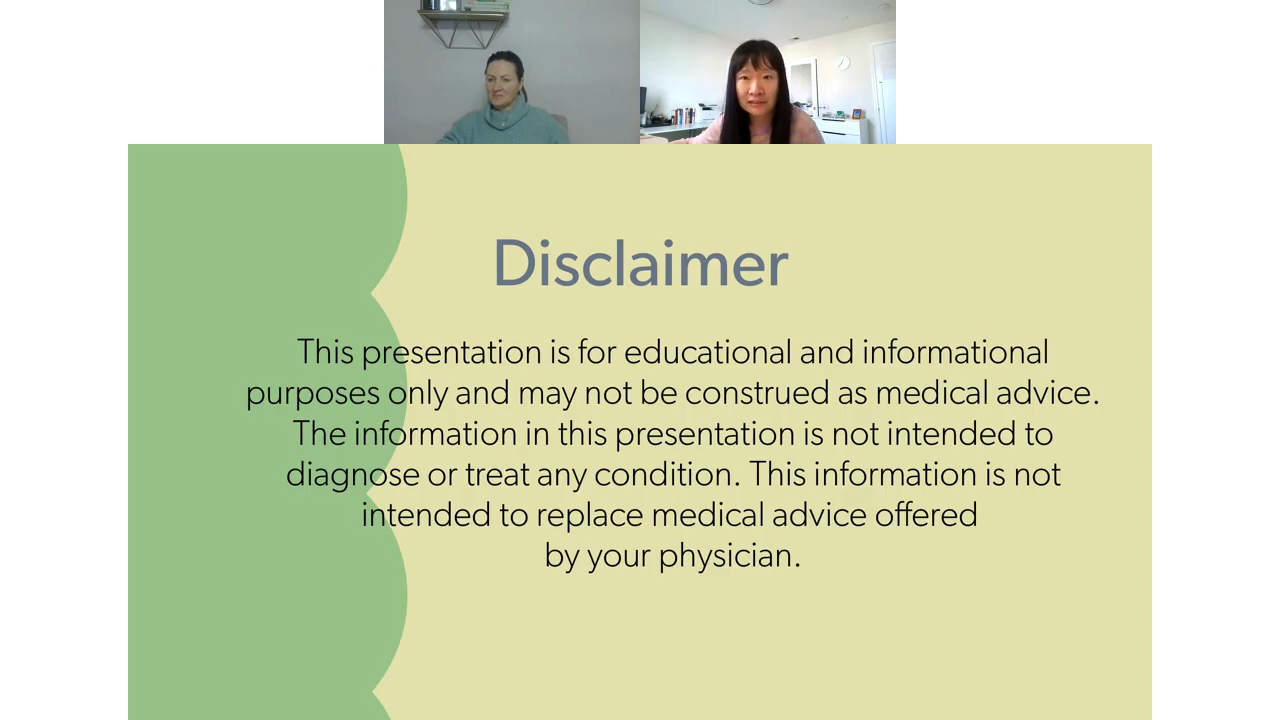 Disclaimer
This presentation is for educational and informational
purposes only and may not be construed as medical advice.
The information in this presentation is not intended to
diagnose or treat any condition. This information is not
intended to replace medical advice offered
by your physician.